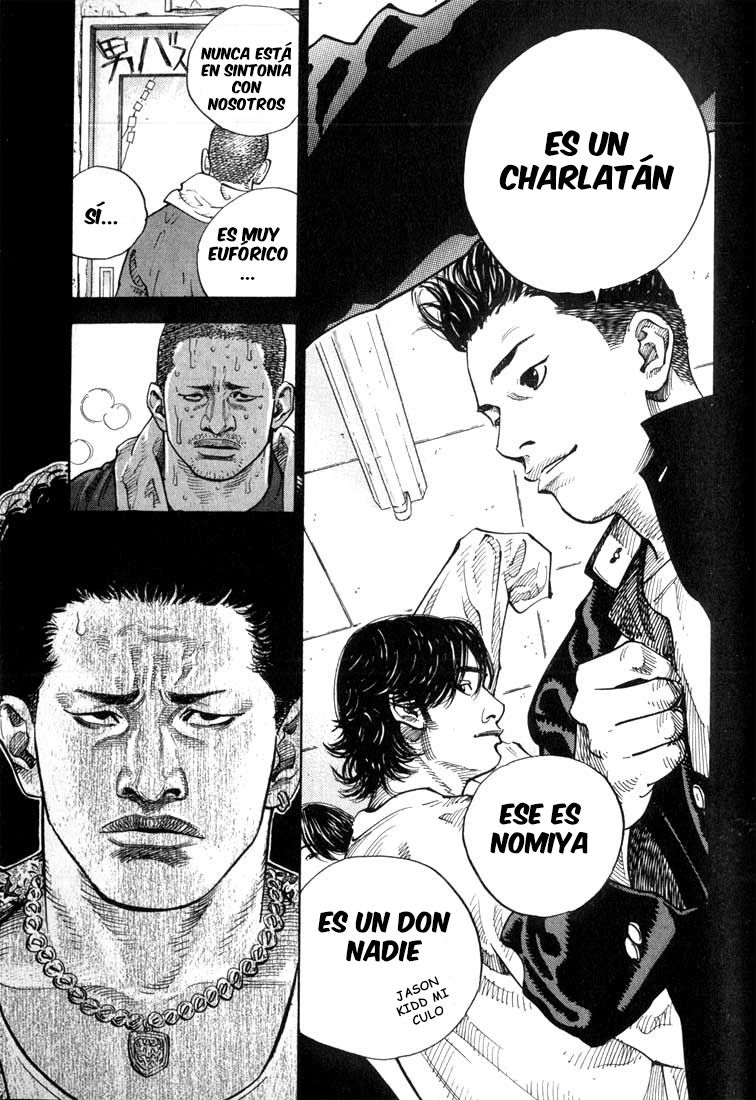 ES UN
CHARLATÁN
ESE ES
NOMIYA
ES UN DON
NADIE
JASON
KIDD MI
CULO
男バス
NUNCA ESTÁ
EN SINTONÍA
CON
NOSOTROS
ES MUY
EUFÓRICO
...
SÍ...